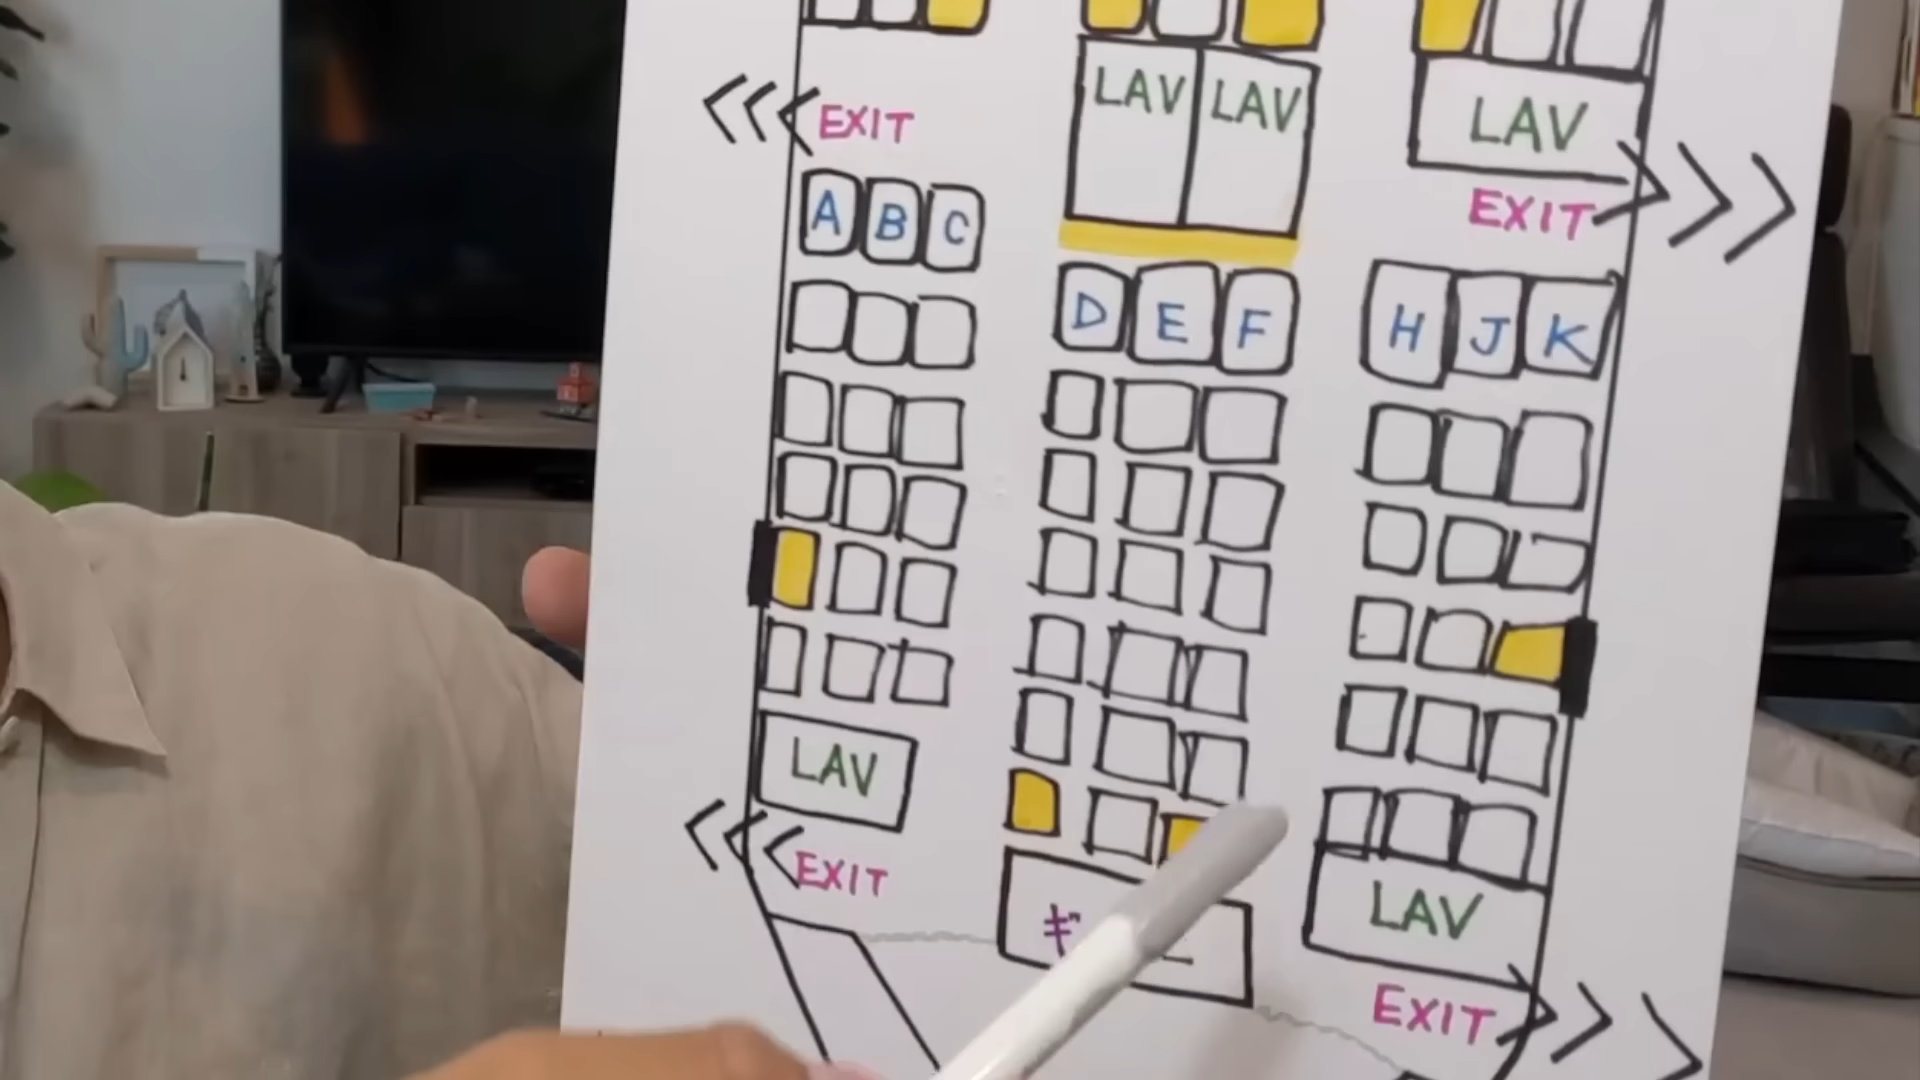 LAV LAV
LAV
EXIT
EXIT
A B C
D E F
H J K
LAV
EXIT
LAV
EXIT